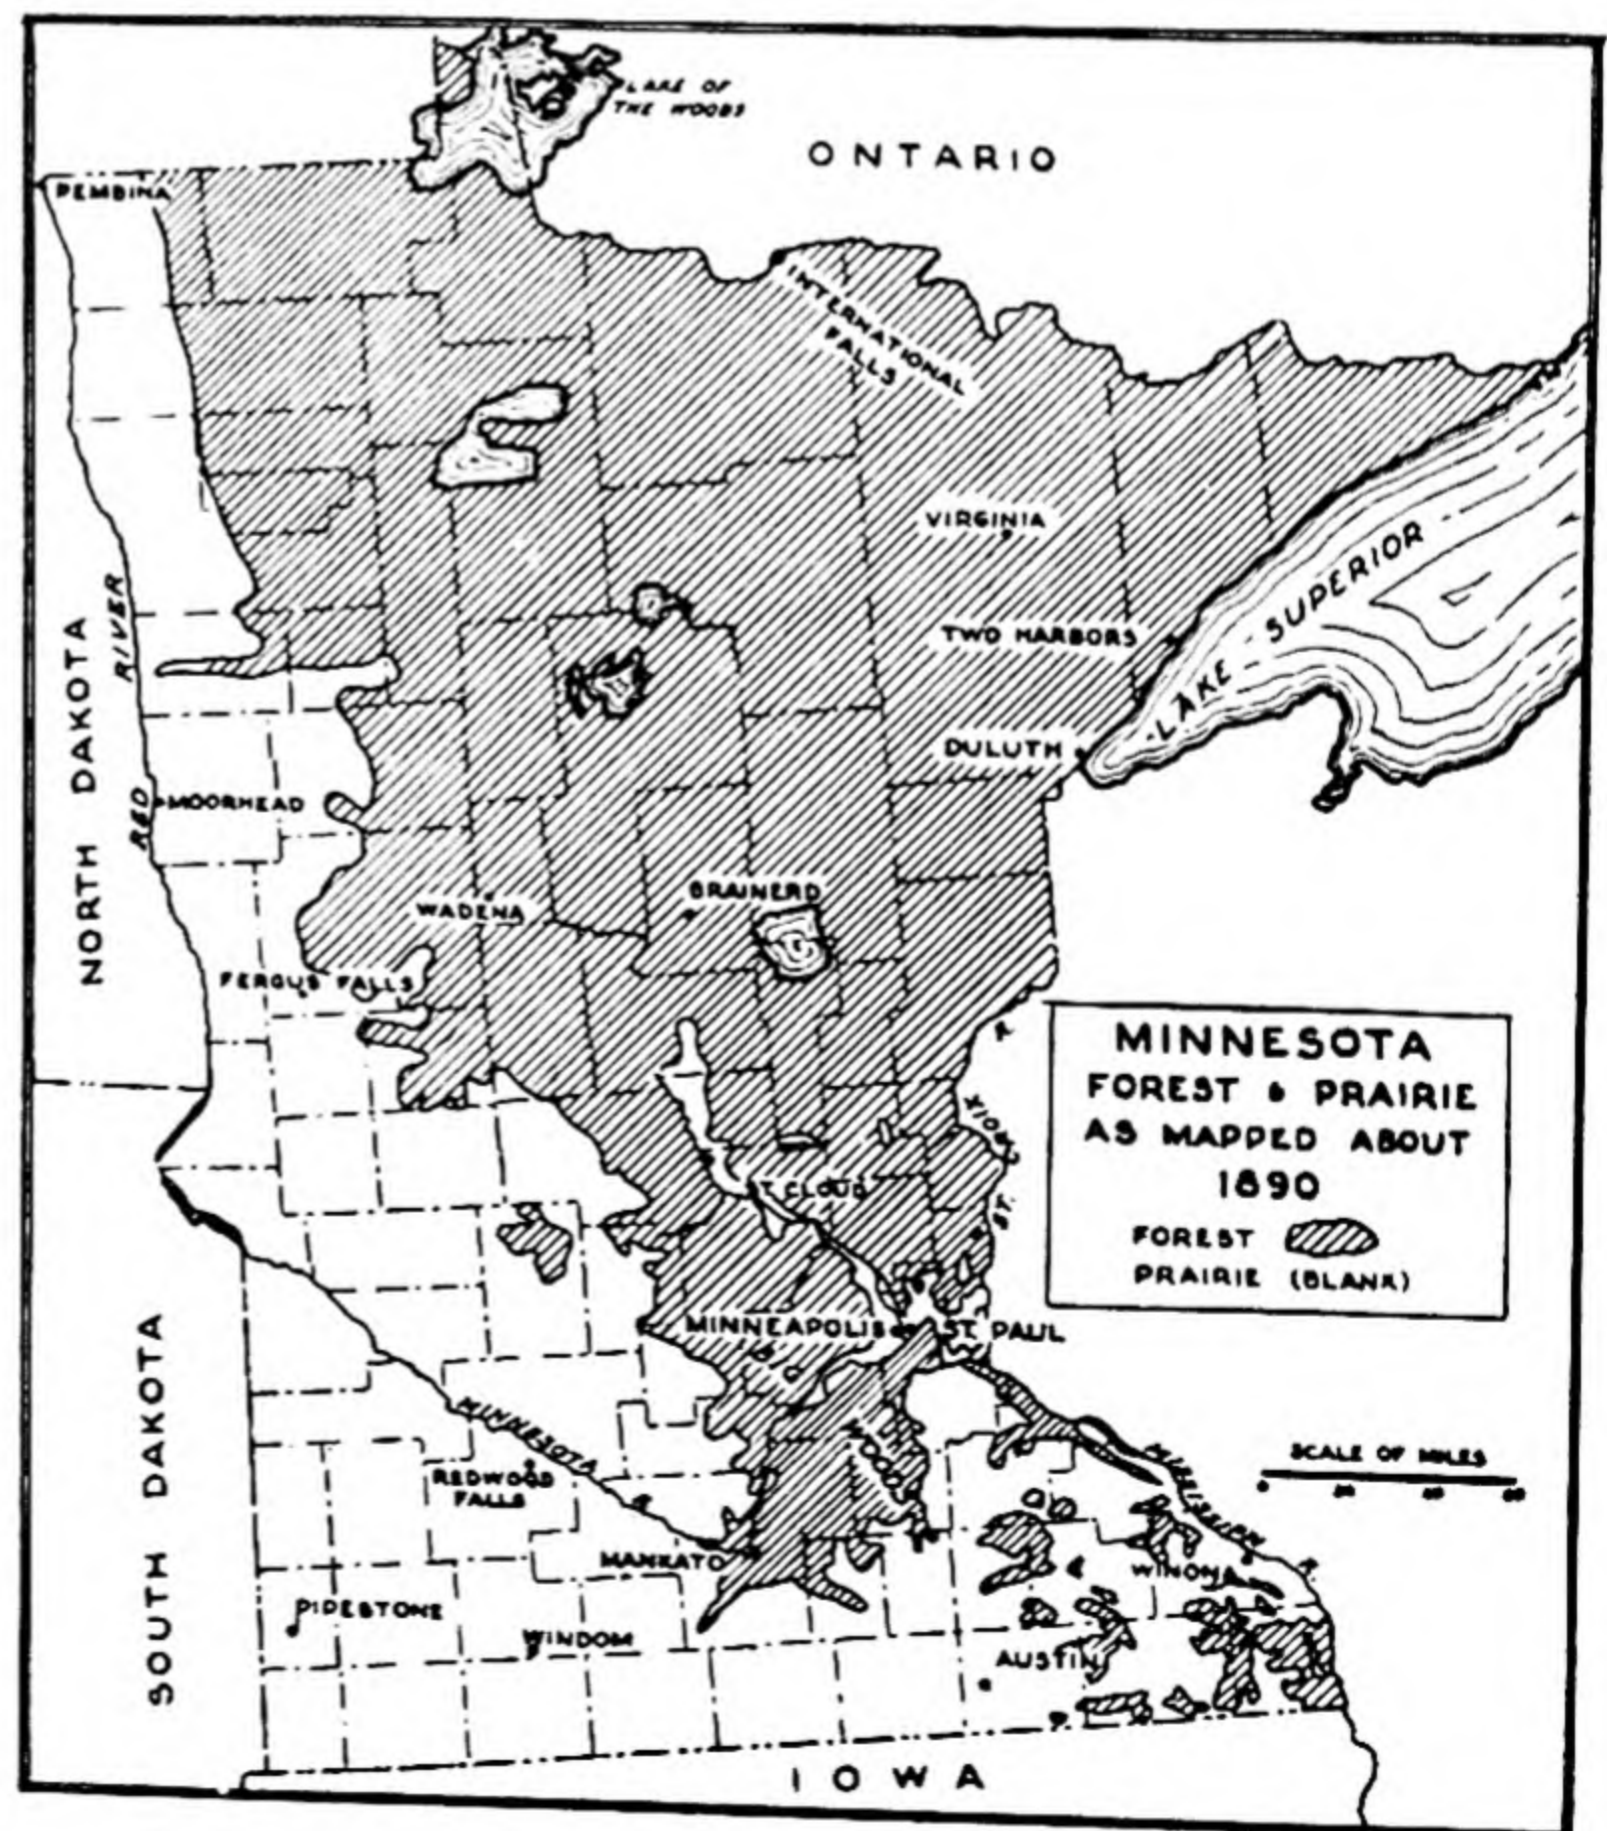 LAKE OF
THE WOODS
ONTARIO
PEMBINA
INTERNATIONAL
FALLS
VIRGINIA
TWO HARBORS
LAKE SUPERIOR
DULUTH
NORTH DAKOTA
RED RIVER
MOORHEAD
BRAINERD
WADENA
FERGUS FALLS
MINNESOTA
FOREST & PRAIRIE
AS MAPPED ABOUT
1890
FOREST
PRAIRIE (BLANK)
ST. CROIX R.
ST CLOUD
MINNEAPOLIS
ST. PAUL
WOODS
SOUTH DAKOTA
MINNESOTA R.
REDWOOD
FALLS
MANKATO
SCALE OF MILES
0
MISSISSIPPI R.
WINONA
PIPESTONE
WINDOM
AUSTIN
IOWA